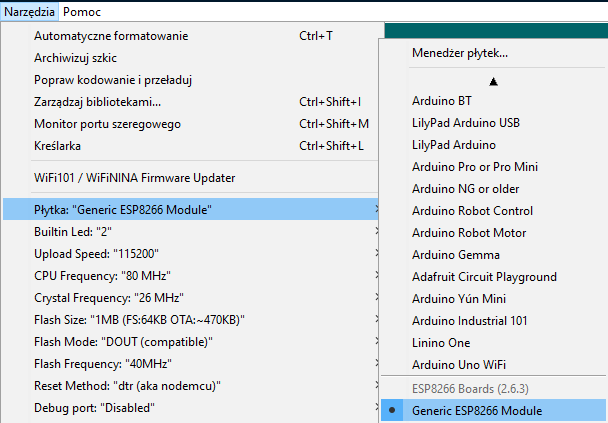 Narzędzia Pomoc
Automatyczne formatowanie Ctrl+T
Archiwizuj szkic
Popraw kodowanie i przeładuj
Zarządzaj bibliotekami... Ctrl+Shift+I
Monitor portu szeregowego Ctrl+Shift+M
Kreślarka Ctrl+Shift+L
WiFi101 / WiFiNINA Firmware Updater
Płytka: "Generic ESP8266 Module"
Builtin Led: "2"
Upload Speed: "115200"
CPU Frequency: "80 MHz"
Crystal Frequency: "26 MHz"
Flash Size: "1MB (FS:64KB OTA:~470KB)"
Flash Mode: "DOUT (compatible)"
Flash Frequency: "40MHz"
Reset Method: "dtr (aka nodemcu)"
Debug port: "Disabled"
Menedżer płytek...
Arduino BT
LilyPad Arduino USB
LilyPad Arduino
Arduino Pro or Pro Mini
Arduino NG or older
Arduino Robot Control
Arduino Robot Motor
Arduino Gemma
Adafruit Circuit Playground
Arduino Yún Mini
Arduino Industrial 101
Linino One
Arduino Uno WiFi
ESP8266 Boards (2.6.3)
Generic ESP8266 Module